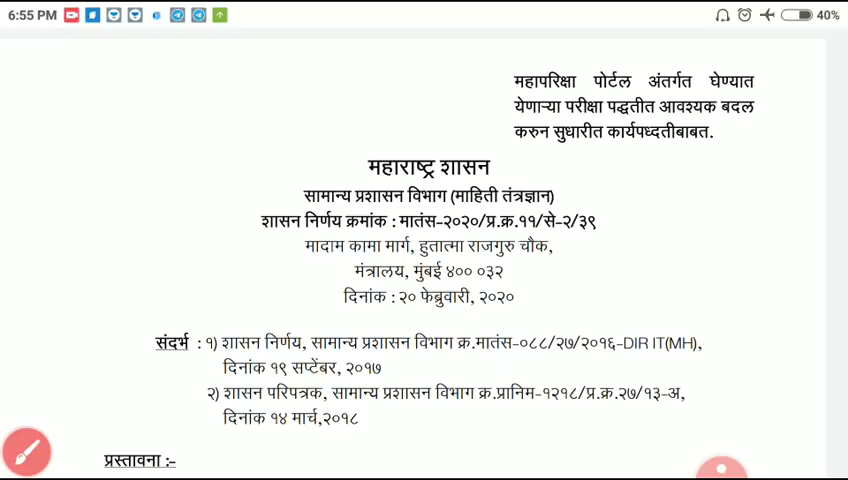 6:55 PM
40%
महापरिक्षा पोर्टल अंतर्गत घेण्यात
येणाऱ्या परीक्षा पद्धतीत आवश्यक बदल
करुन सुधारीत कार्यपध्दतीबाबत.
महाराष्ट्र शासन
सामान्य प्रशासन विभाग (माहिती तंत्रज्ञान)
शासन निर्णय क्रमांक : मातंस-२०२०/प्र.क्र.११/से-२/३९
मादाम कामा मार्ग, हुतात्मा राजगुरु चौक,
मंत्रालय, मुंबई ४०० ०३२
दिनांक : २० फेब्रुवारी, २०२०
संदर्भ : १) शासन निर्णय, सामान्य प्रशासन विभाग क्र.मातंस-०८८/२७/२०१६-DIR IT(MH),
दिनांक १९ सप्टेंबर, २०१७
२) शासन परिपत्रक, सामान्य प्रशासन विभाग क्र.प्रानिम-१२१८/प्र.क्र.२७/१३-अ,
दिनांक १४ मार्च,२०१८
प्रस्तावना :-